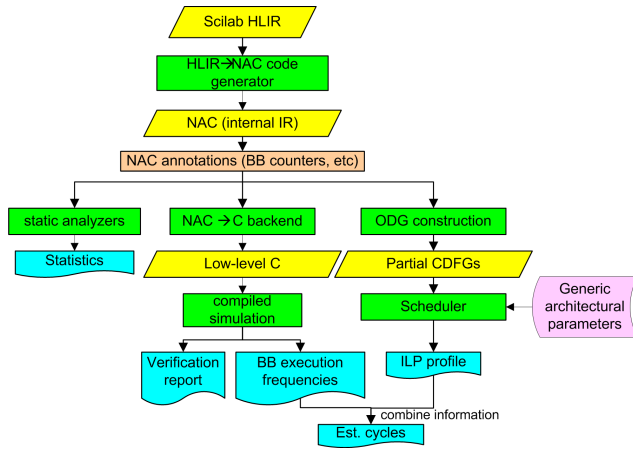 Scilab HLIR
HLIR→NAC code
generator
NAC (internal IR)
NAC annotations (BB counters, etc)
static analyzers
NAC → C backend
ODG construction
Statistics
Low-level C
Partial CDFGs
compiled
simulation
Scheduler
Generic
architectural
parameters
Verification
report
BB execution
frequencies
ILP profile
combine information
Est. cycles